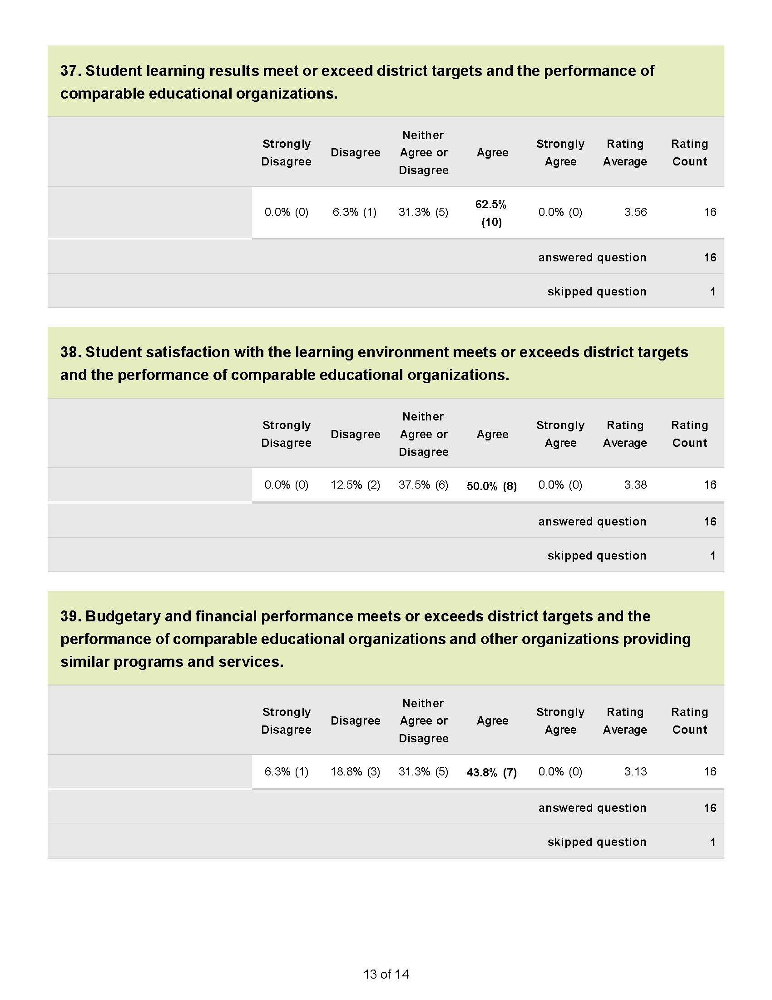 37. Student learning results meet or exceed district targets and the performance of
comparable educational organizations.
Strongly Disagree Disagree Neither Agree or Disagree Agree Strongly Agree Rating Average Rating Count
0.0% (0) 6.3% (1) 31.3% (5) 62.5% (10) 0.0% (0) 3.56 16
answered question 16
skipped question 1
38. Student satisfaction with the learning environment meets or exceeds district targets
and the performance of comparable educational organizations.
Strongly Disagree Disagree Neither Agree or Disagree Agree Strongly Agree Rating Average Rating Count
0.0% (0) 12.5% (2) 37.5% (6) 50.0% (8) 0.0% (0) 3.38 16
answered question 16
skipped question 1
39. Budgetary and financial performance meets or exceeds district targets and the
performance of comparable educational organizations and other organizations providing
similar programs and services.
Strongly Disagree Disagree Neither Agree or Disagree Agree Strongly Agree Rating Average Rating Count
6.3% (1) 18.8% (3) 31.3% (5) 43.8% (7) 0.0% (0) 3.13 16
answered question 16
skipped question 1
13 of 14